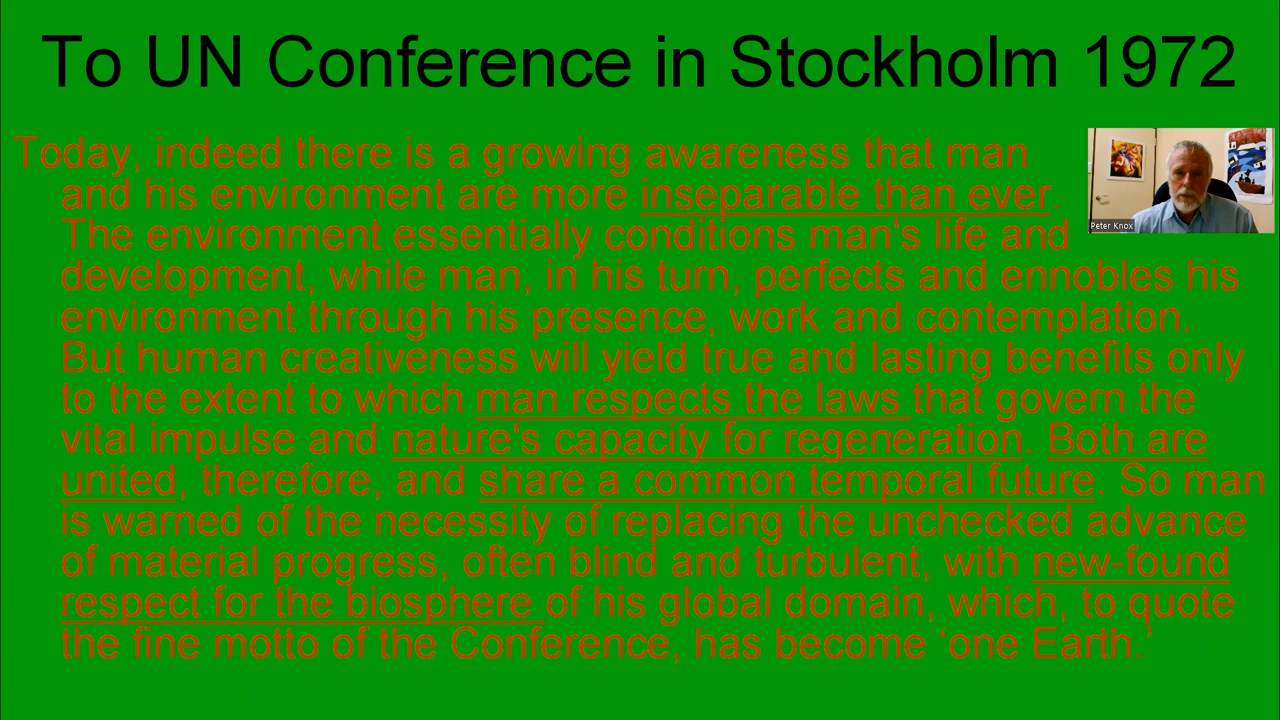 To UN Conference in Stockholm 1972
Today, indeed there is a growing awareness that man
and his environment are more inseparable than ever.
The environment essentially conditions man's life and
development, while man, in his turn, perfects and ennobles his
environment through his presence, work and contemplation.
But human creativeness will yield true and lasting benefits only
to the extent to which man respects the laws that govern the
vital impulse and nature's capacity for regeneration. Both are
united, therefore, and share a common temporal future. So man
is warned of the necessity of replacing the unchecked advance
of material progress, often blind and turbulent, with new-found
respect for the biosphere of his global domain, which, to quote
the fine motto of the Conference, has become ‘one Earth.’
Peter Knox